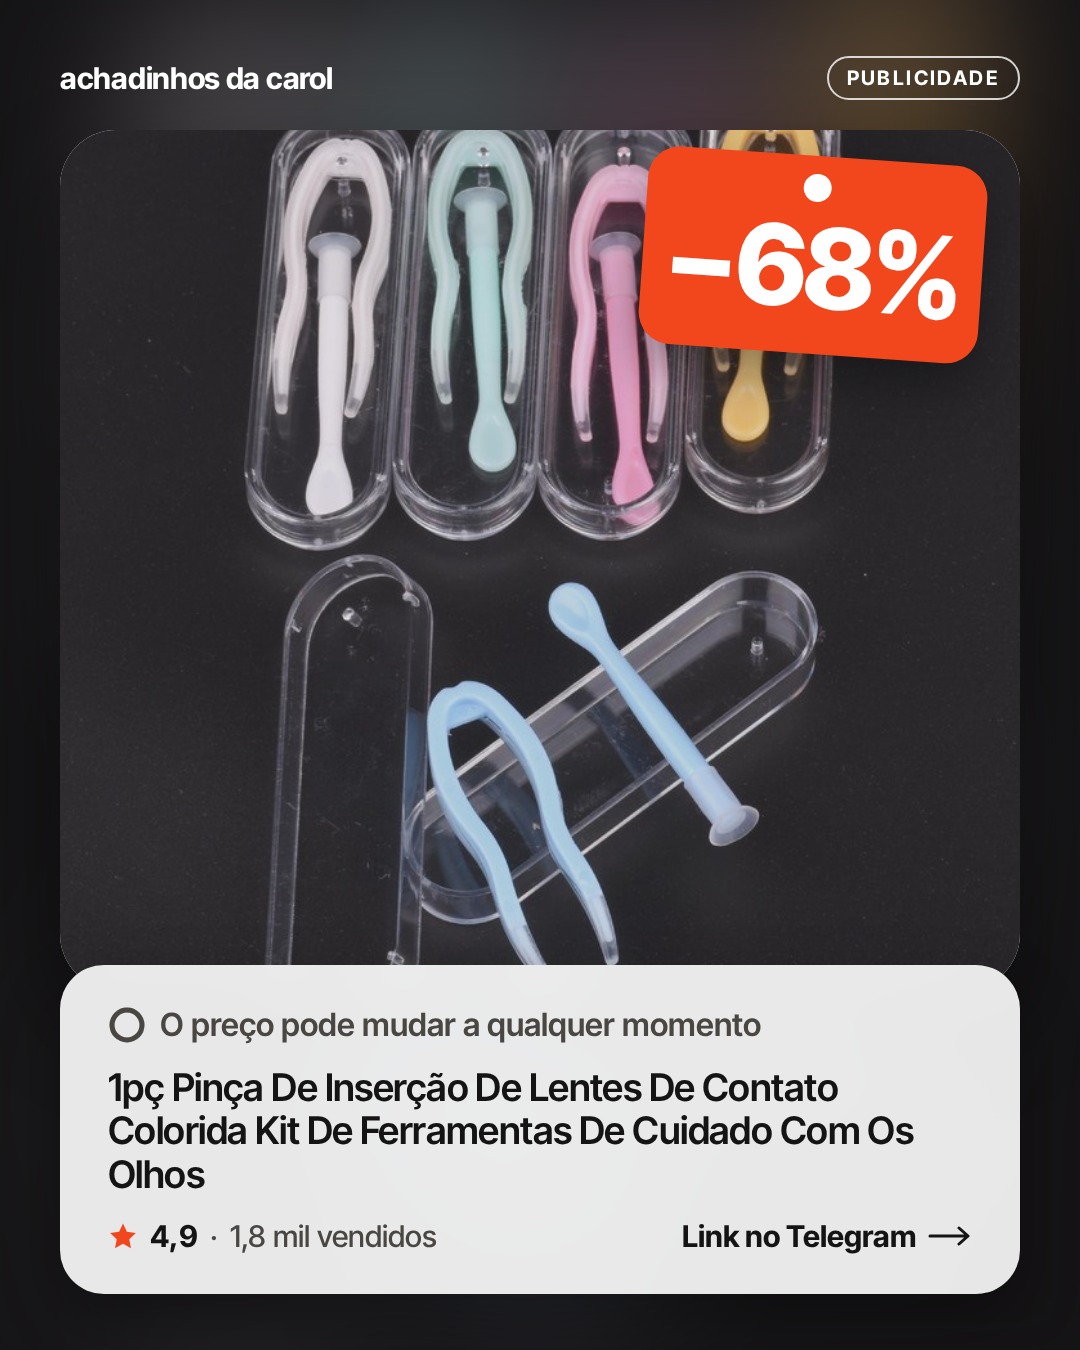 achadinhos da carol
PUBLICIDADE
–68%
O preço pode mudar a qualquer momento
1pç Pinça De Inserção De Lentes De Contato
Colorida Kit De Ferramentas De Cuidado Com Os
Olhos
4,9 · 1,8 mil vendidos
Link no Telegram →